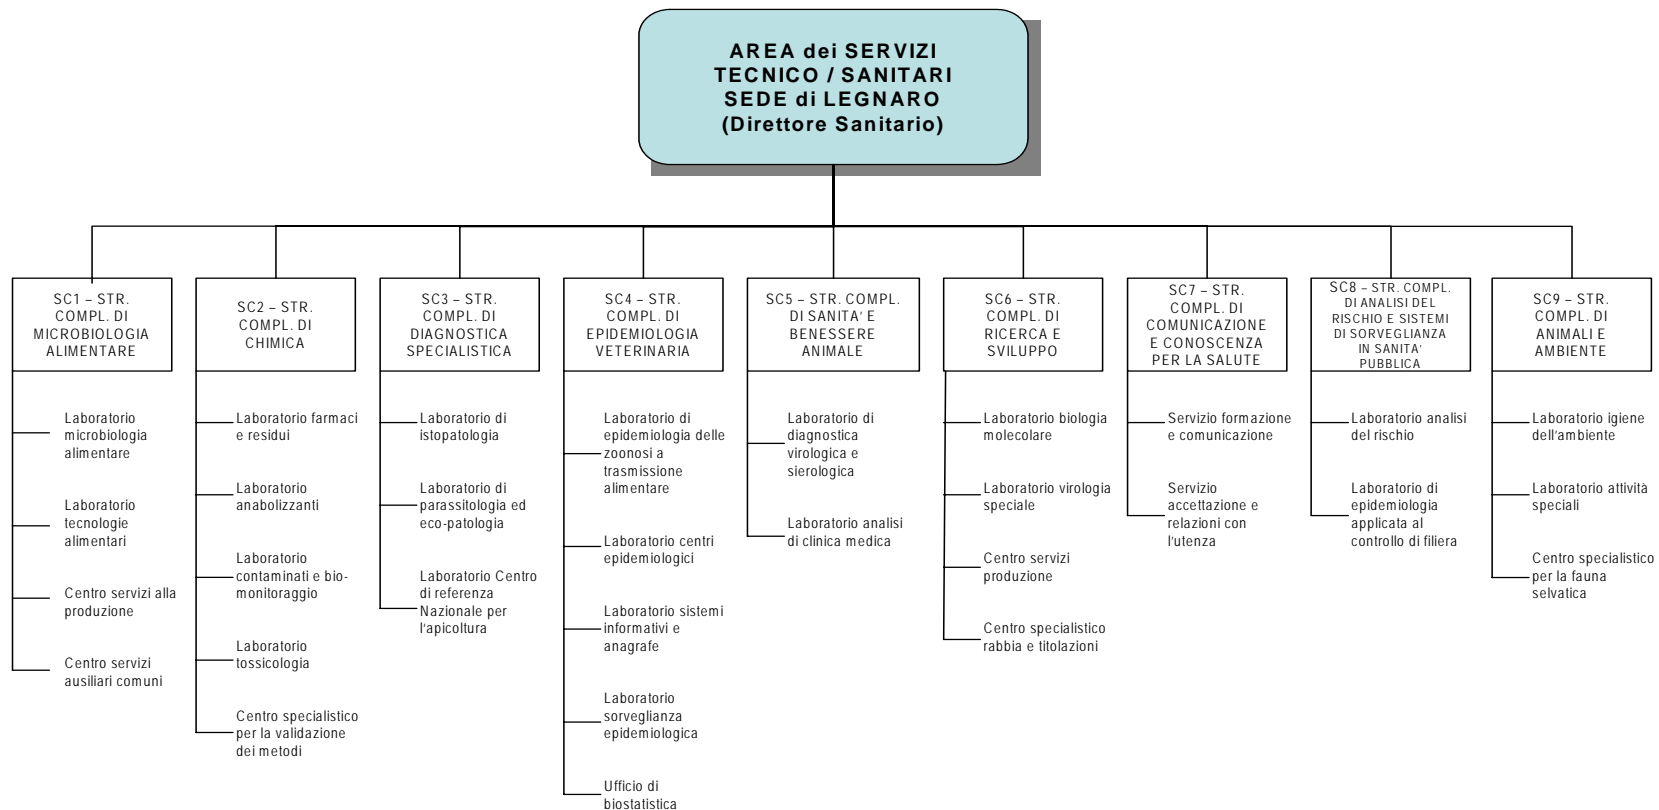 AREA dei SERVIZI
TECNICO / SANITARI
SEDE di LEGNARO
(Direttore Sanitario)
SC1 – STR.
COMPL. DI
MICROBIOLOGIA
ALIMENTARE
Laboratorio
microbiologia
alimentare
Laboratorio
tecnologie
alimentari
Centro servizi alla
produzione
Centro servizi
ausiliari comuni
SC2 – STR.
COMPL. DI
CHIMICA
Laboratorio farmaci
e residui
Laboratorio
anabolizzanti
Laboratorio
contaminati e bio-
monitoraggio
Laboratorio
tossicologia
Centro specialistico
per la validazione
dei metodi
SC3 – STR.
COMPL. DI
DIAGNOSTICA
SPECIALISTICA
Laboratorio di
istopatologia
Laboratorio di
parassitologia ed
eco-patologia
Laboratorio Centro
di referenza
Nazionale per
l'apicoltura
SC4 – STR.
COMPL. DI
EPIDEMIOLOGIA
VETERINARIA
Laboratorio di
epidemiologia delle
zoonosi a
trasmissione
alimentare
Laboratorio centri
epidemiologici
Laboratorio sistemi
informativi e
anagrafe
Laboratorio
sorveglianza
epidemiologica
Ufficio di
biostatistica
SC5 – STR. COMPL.
DI SANITA' E
BENESSERE
ANIMALE
Laboratorio di
diagnostica
virologica e
sierologica
Laboratorio analisi
di clinica medica
SC6 – STR.
COMPL. DI
RICERCA E
SVILUPPO
Laboratorio biologia
molecolare
Laboratorio virologia
speciale
Centro servizi
produzione
Centro specialistico
rabbia e titolazioni
SC7 – STR.
COMPL. DI
COMUNICAZIONE
E CONOSCENZA
PER LA SALUTE
Servizio formazione
e comunicazione
Servizio
accettazione e
relazioni con
l'utenza
SC8 – STR. COMPL.
DI ANALISI DEL
RISCHIO E SISTEMI
DI SORVEGLIANZA
IN SANITA'
PUBBLICA
Laboratorio analisi
del rischio
Laboratorio di
epidemiologia
applicata al
controllo di filiera
SC9 – STR.
COMPL. DI
ANIMALI E
AMBIENTE
Laboratorio igiene
dell'ambiente
Laboratorio attività
speciali
Centro specialistico
per la fauna
selvatica